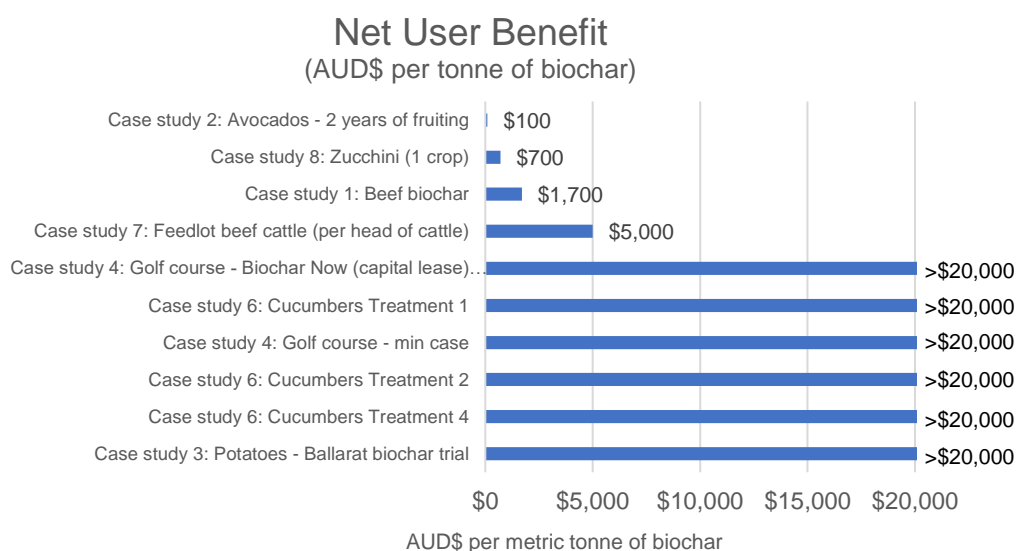 Net User Benefit
(AUD$ per tonne of biochar)
Case study 2: Avocados - 2 years of fruiting $100
Case study 8: Zucchini (1 crop) $700
Case study 1: Beef biochar $1,700
Case study 7: Feedlot beef cattle (per head of cattle) $5,000
Case study 4: Golf course - Biochar Now (capital lease)… >$20,000
Case study 6: Cucumbers Treatment 1 >$20,000
Case study 4: Golf course - min case >$20,000
Case study 6: Cucumbers Treatment 2 >$20,000
Case study 6: Cucumbers Treatment 4 >$20,000
Case study 3: Potatoes - Ballarat biochar trial >$20,000
$0 $5,000 $10,000 $15,000 $20,000
AUD$ per metric tonne of biochar